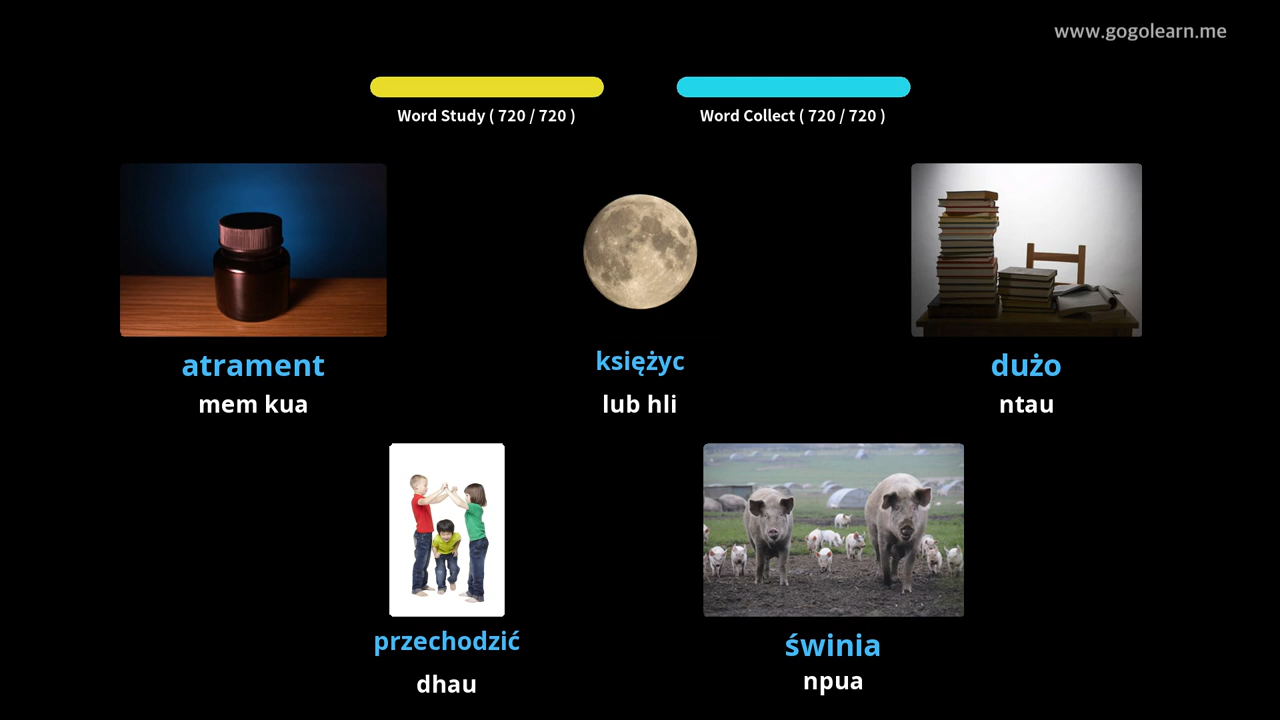 www.gogolearn.me
Word Study ( 720 / 720 )
Word Collect ( 720 / 720 )
atrament
mem kua
księżyc
lub hli
dużo
ntau
przechodzić
dhau
świnia
npua